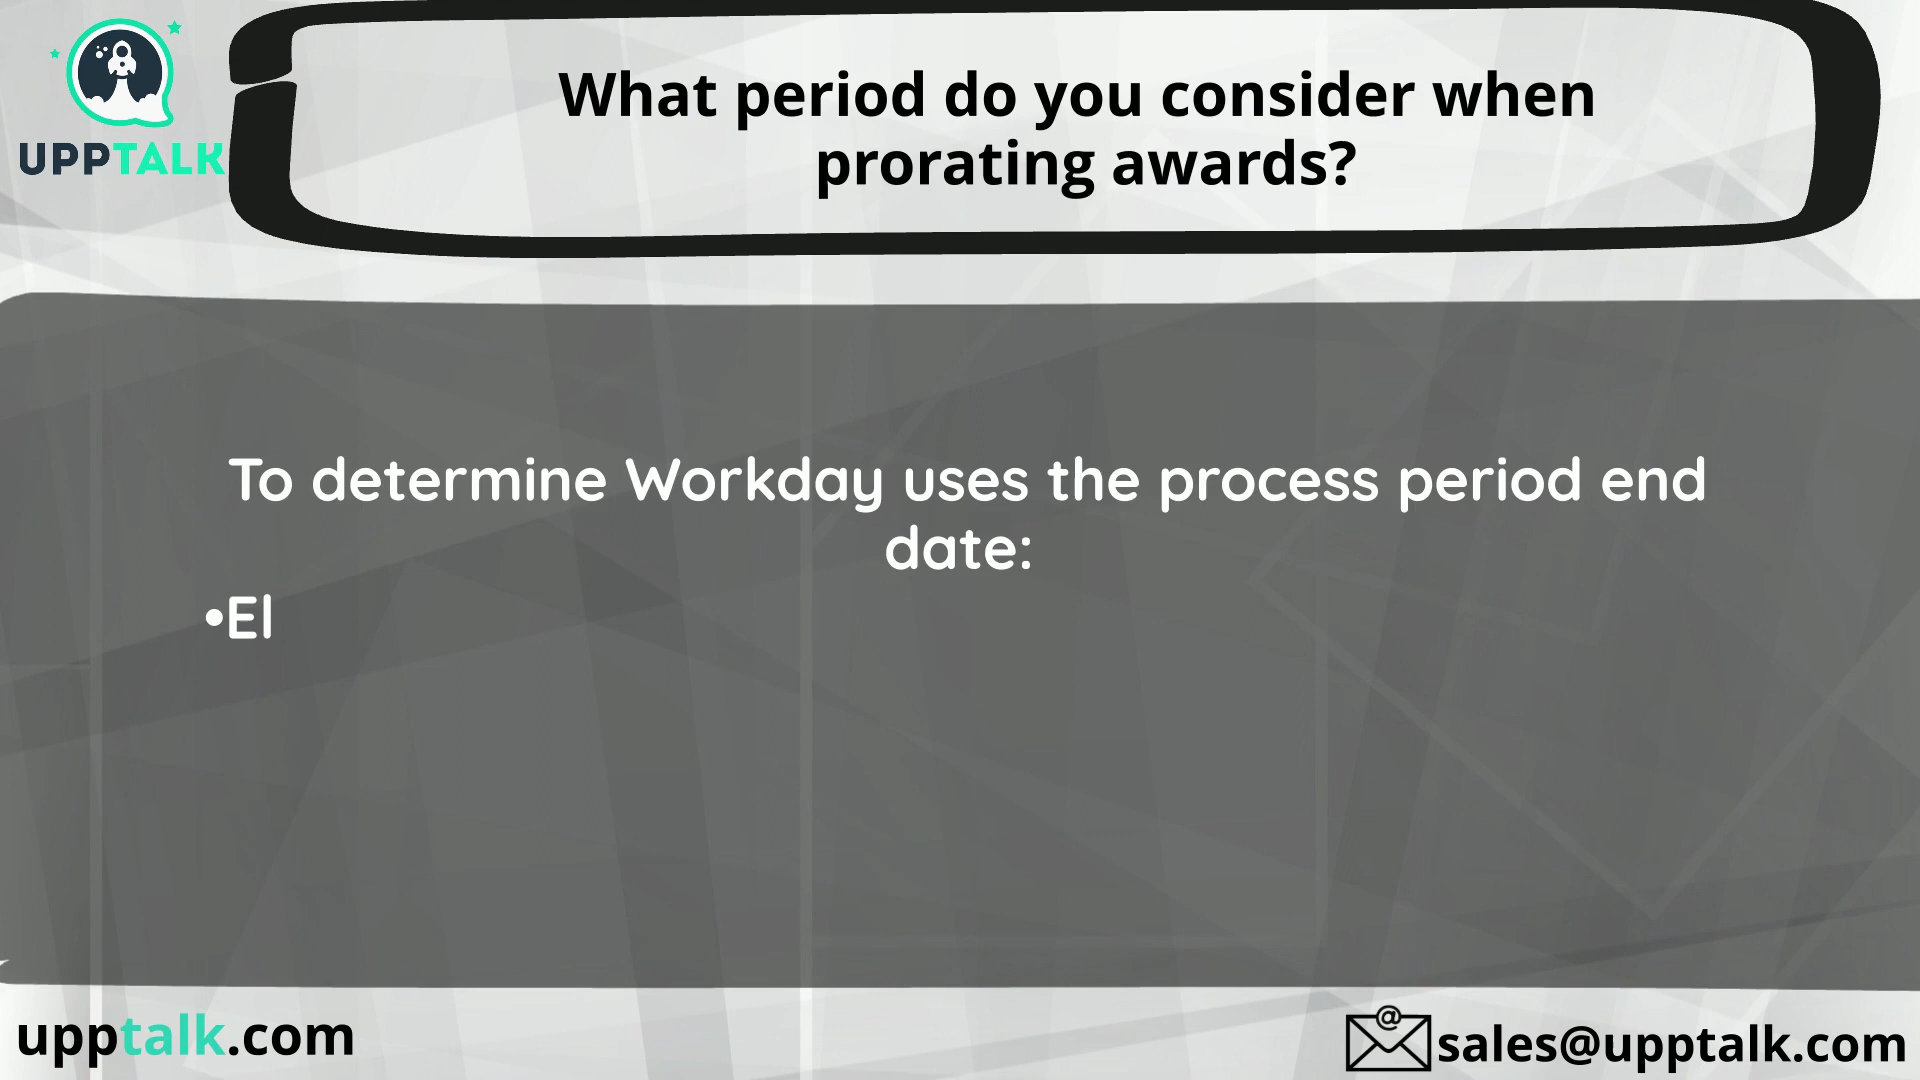 UPPTALK
What period do you consider when
prorating awards?
To determine Workday uses the process period end
date:
•El
upptalk.com
@
sales@upptalk.com